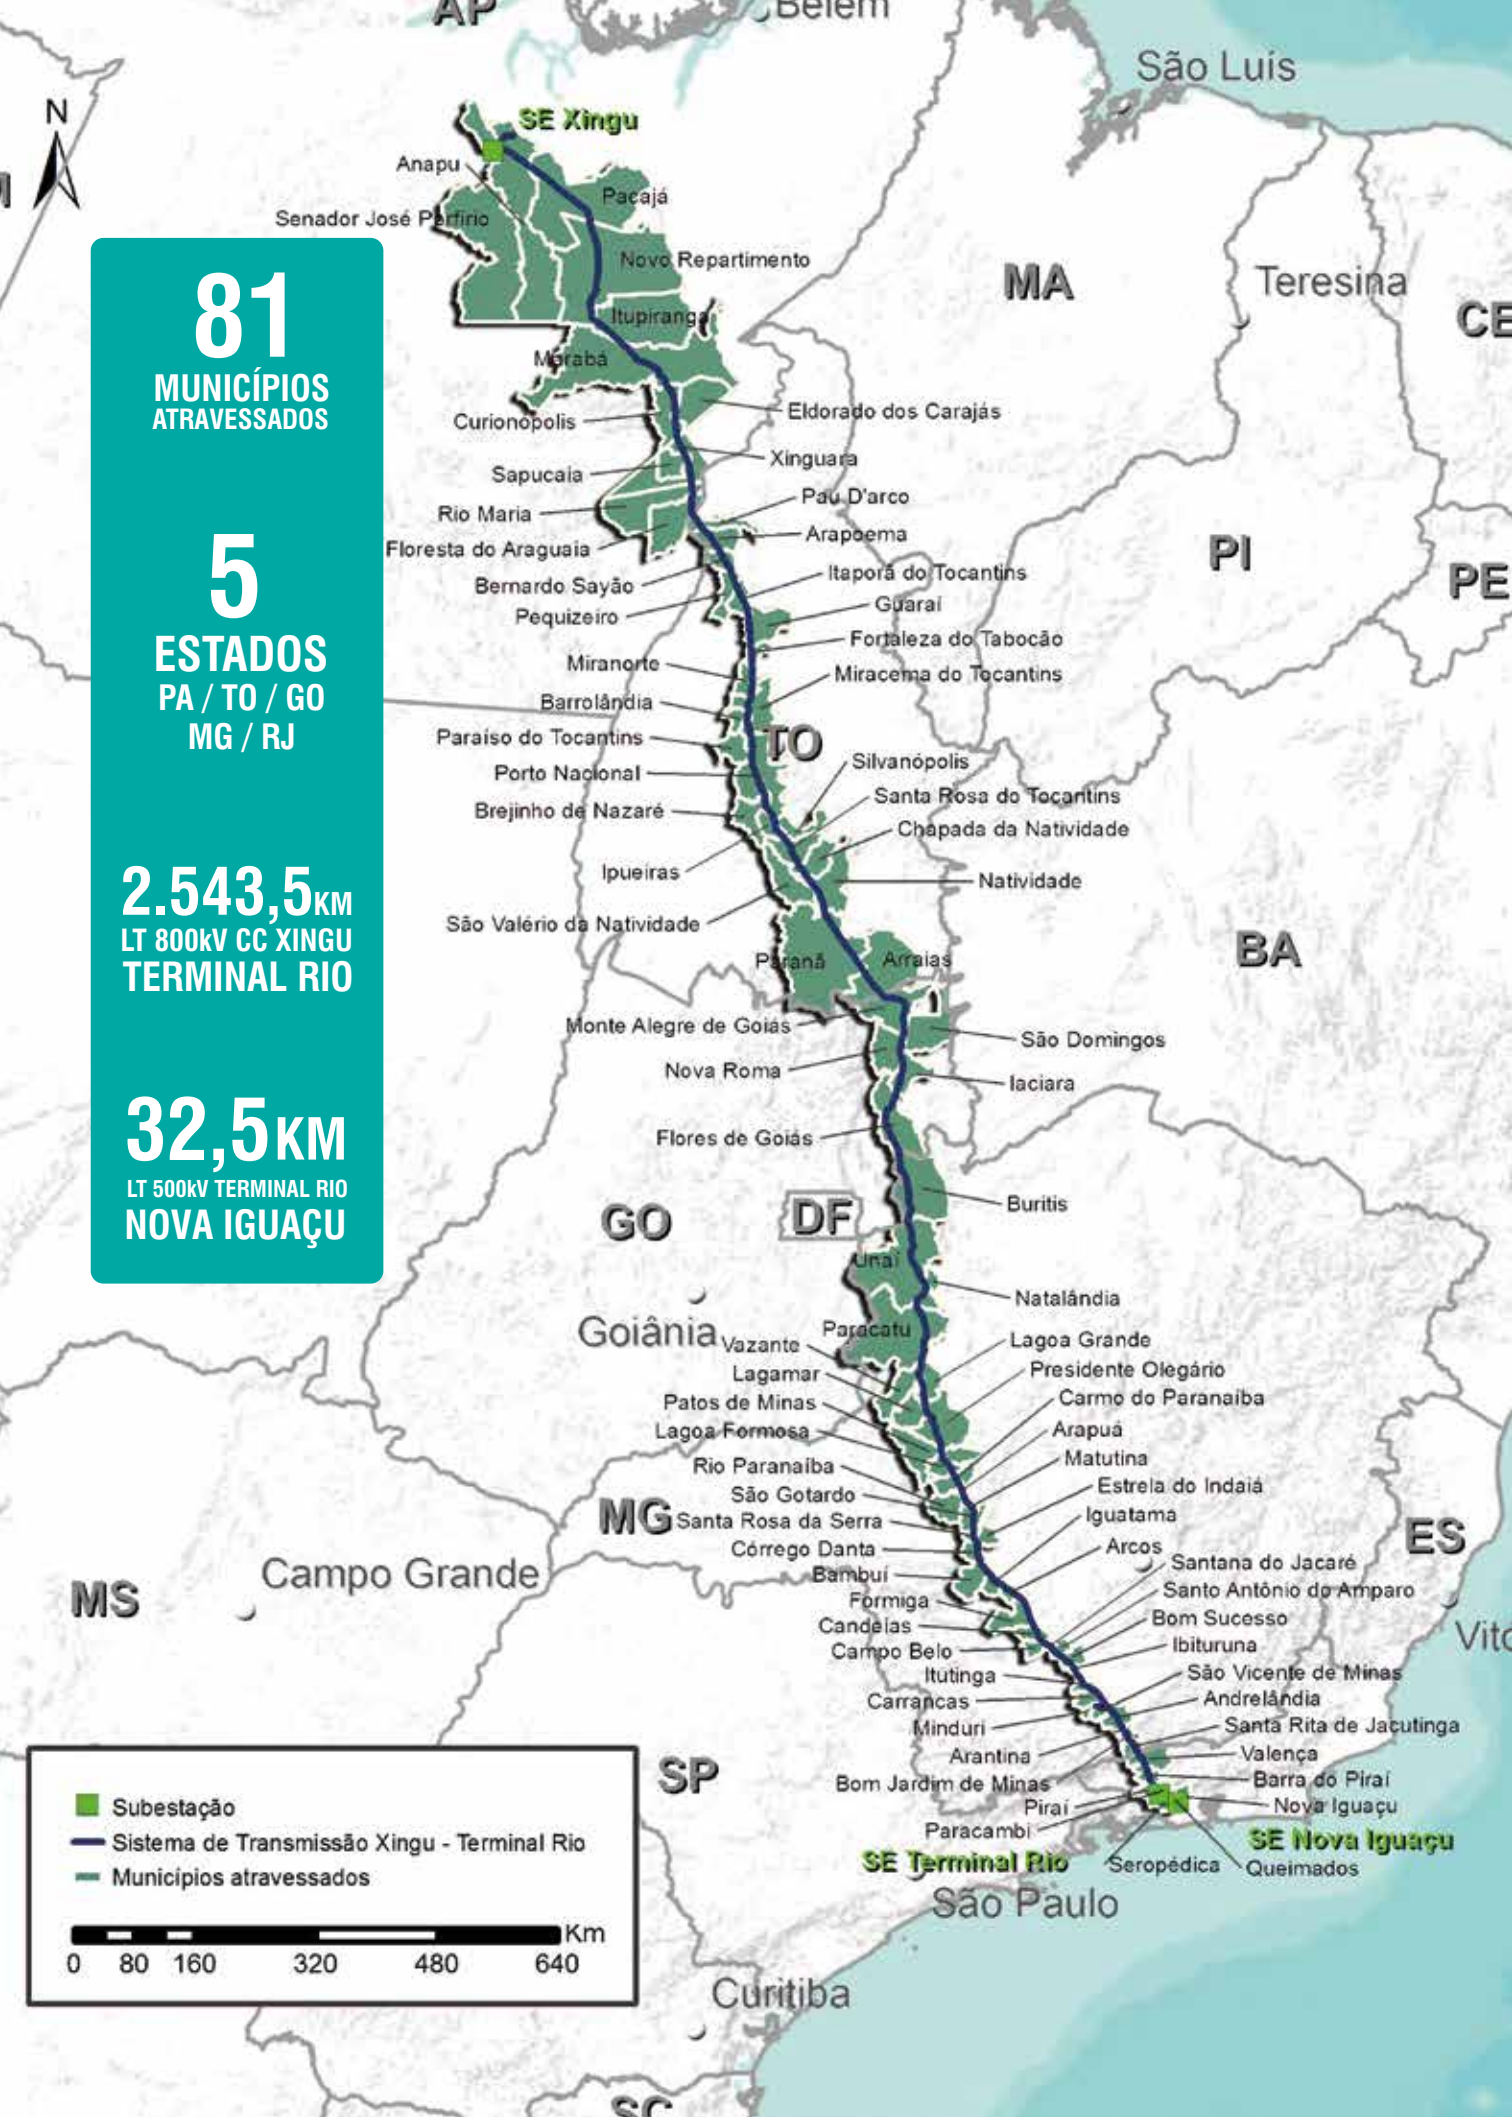 AP
Belém
São Luís
N
SE Xingu
Anapu
Pacajá
Senador José Porfírio
Novo Repartimento
MA
Teresina
CE
Itupiranga
Marabá
81
MUNICÍPIOS
ATRAVESSADOS
Curionópolis
Eldorado dos Carajás
Xinguara
Sapucaia
Pau D'arco
Rio Maria
Arapoema
Floresta do Araguaia
PI
PE
Bernardo Sayão
Itaporã do Tocantins
Pequizeiro
Guaraí
Fortaleza do Tabocão
5
ESTADOS
PA / TO / GO
MG / RJ
Miranorte
Miracema do Tocantins
Barrolândia
Paraíso do Tocantins
TO
Silvanópolis
Porto Nacional
Santa Rosa do Tocantins
Brejinho de Nazaré
Chapada da Natividade
Ipueiras
Natividade
São Valério da Natividade
2.543,5KM
LT 800kV CC XINGU
TERMINAL RIO
Paranã
Arraias
BA
Monte Alegre de Goiás
São Domingos
Nova Roma
Iaciara
Flores de Goiás
32,5KM
LT 500kV TERMINAL RIO
NOVA IGUAÇU
Buritis
GO
DF
Unaí
Natalândia
Goiânia
Paracatu
Vazante
Lagoa Grande
Lagamar
Presidente Olegário
Patos de Minas
Carmo do Paranaíba
Lagoa Formosa
Arapuá
Rio Paranaíba
Matutina
São Gotardo
Estrela do Indaiá
MG
Santa Rosa da Serra
Iguatama
ES
Córrego Danta
Arcos
Campo Grande
Bambuí
Santana do Jacaré
MS
Formiga
Santo Antônio do Amparo
Candeias
Bom Sucesso
Campo Belo
Ibituruna
Itutinga
São Vicente de Minas
Carrancas
Andrelândia
Minduri
Santa Rita de Jacutinga
Arantina
Valença
SP
Bom Jardim de Minas
Barra do Piraí
Piraí
Nova Iguaçu
Paracambi
SE Nova Iguaçu
SE Terminal Rio
Seropédica
Queimados
São Paulo
Subestação
Sistema de Transmissão Xingu - Terminal Rio
Municípios atravessados
Km
0 80 160 320 480 640
Curitiba
SC